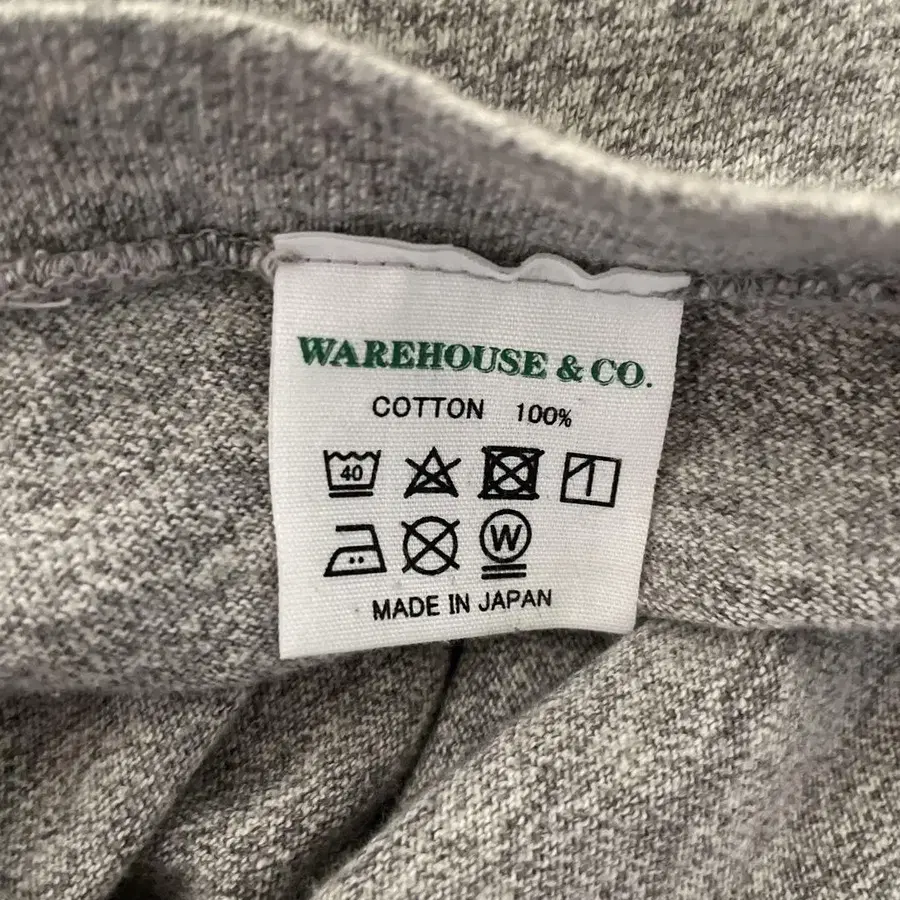 WAREHOUSE & CO.
COTTON 100%
40
W
MADE IN JAPAN